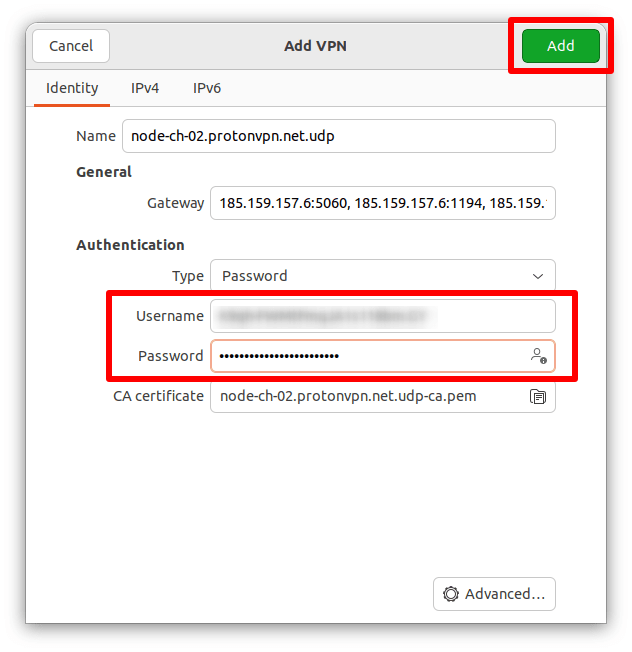 Cancel Add VPN Add
Identity IPv4 IPv6
Name node-ch-02.protonvpn.net.udp
General
Gateway 185.159.157.6:5060, 185.159.157.6:1194, 185.159.1
Authentication
Type Password
Username
Password ••••••••••••••••••••••••
CA certificate node-ch-02.protonvpn.net.udp-ca.pem
Advanced...